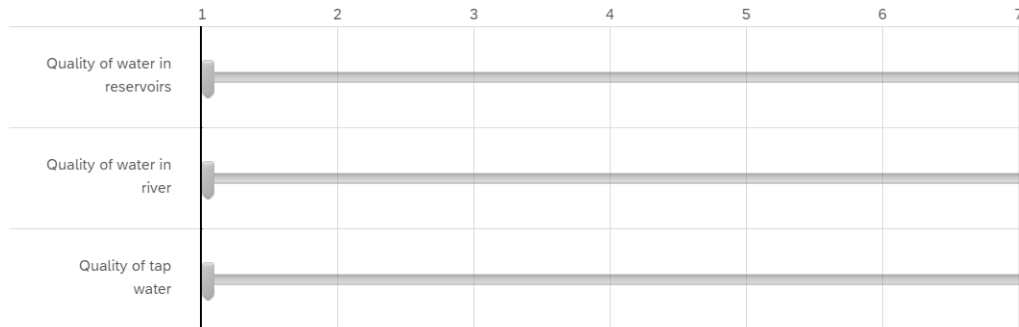 1 2 3 4 5 6 7
Quality of water in
reservoirs
Quality of water in
river
Quality of tap
water